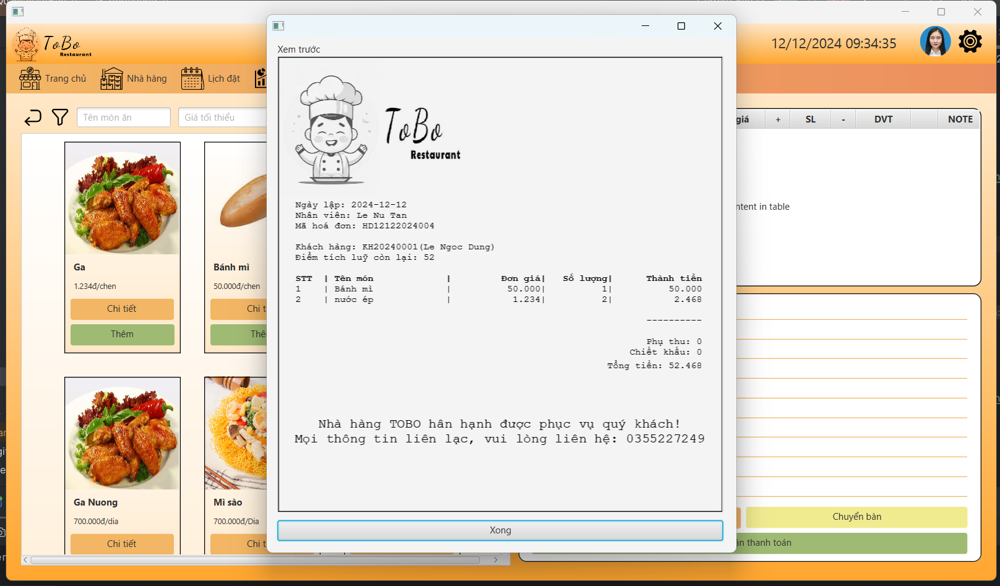 ToBo
Restaurant
12/12/2024 09:34:35
Trang chủ
Nhà hàng
Lịch đặt
Tên món ăn
Giá tối thiểu
giá
+
SL
-
DVT
NOTE
Ga
1.234đ/chen
Chi tiết
Thêm
Bánh mì
50.000đ/chen
Chi t
Thê
Ga Nuong
700.000đ/dia
Chi tiết
Mì sào
700.000đ/Dia
Chi t
ntent in table
Chuyển bàn
ận thanh toán
Xem trước
ToBo
Restaurant
Ngày lập: 2024-12-12
Nhân viên: Le Nu Tan
Mã hoá đơn: HD12122024004
Khách hàng: KH20240001(Le Ngoc Dung)
Điểm tích luỹ còn lại: 52
STT | Tên món | Đơn giá| Số lượng| Thành tiền
1 | Bánh mì | 50.000| 1| 50.000
2 | nước ép | 1.234| 2| 2.468
----------
Phụ thu: 0
Chiết khấu: 0
Tổng tiền: 52.468
Nhà hàng TOBO hân hạnh được phục vụ quý khách!
Mọi thông tin liên lạc, vui lòng liên hệ: 0355227249
Xong